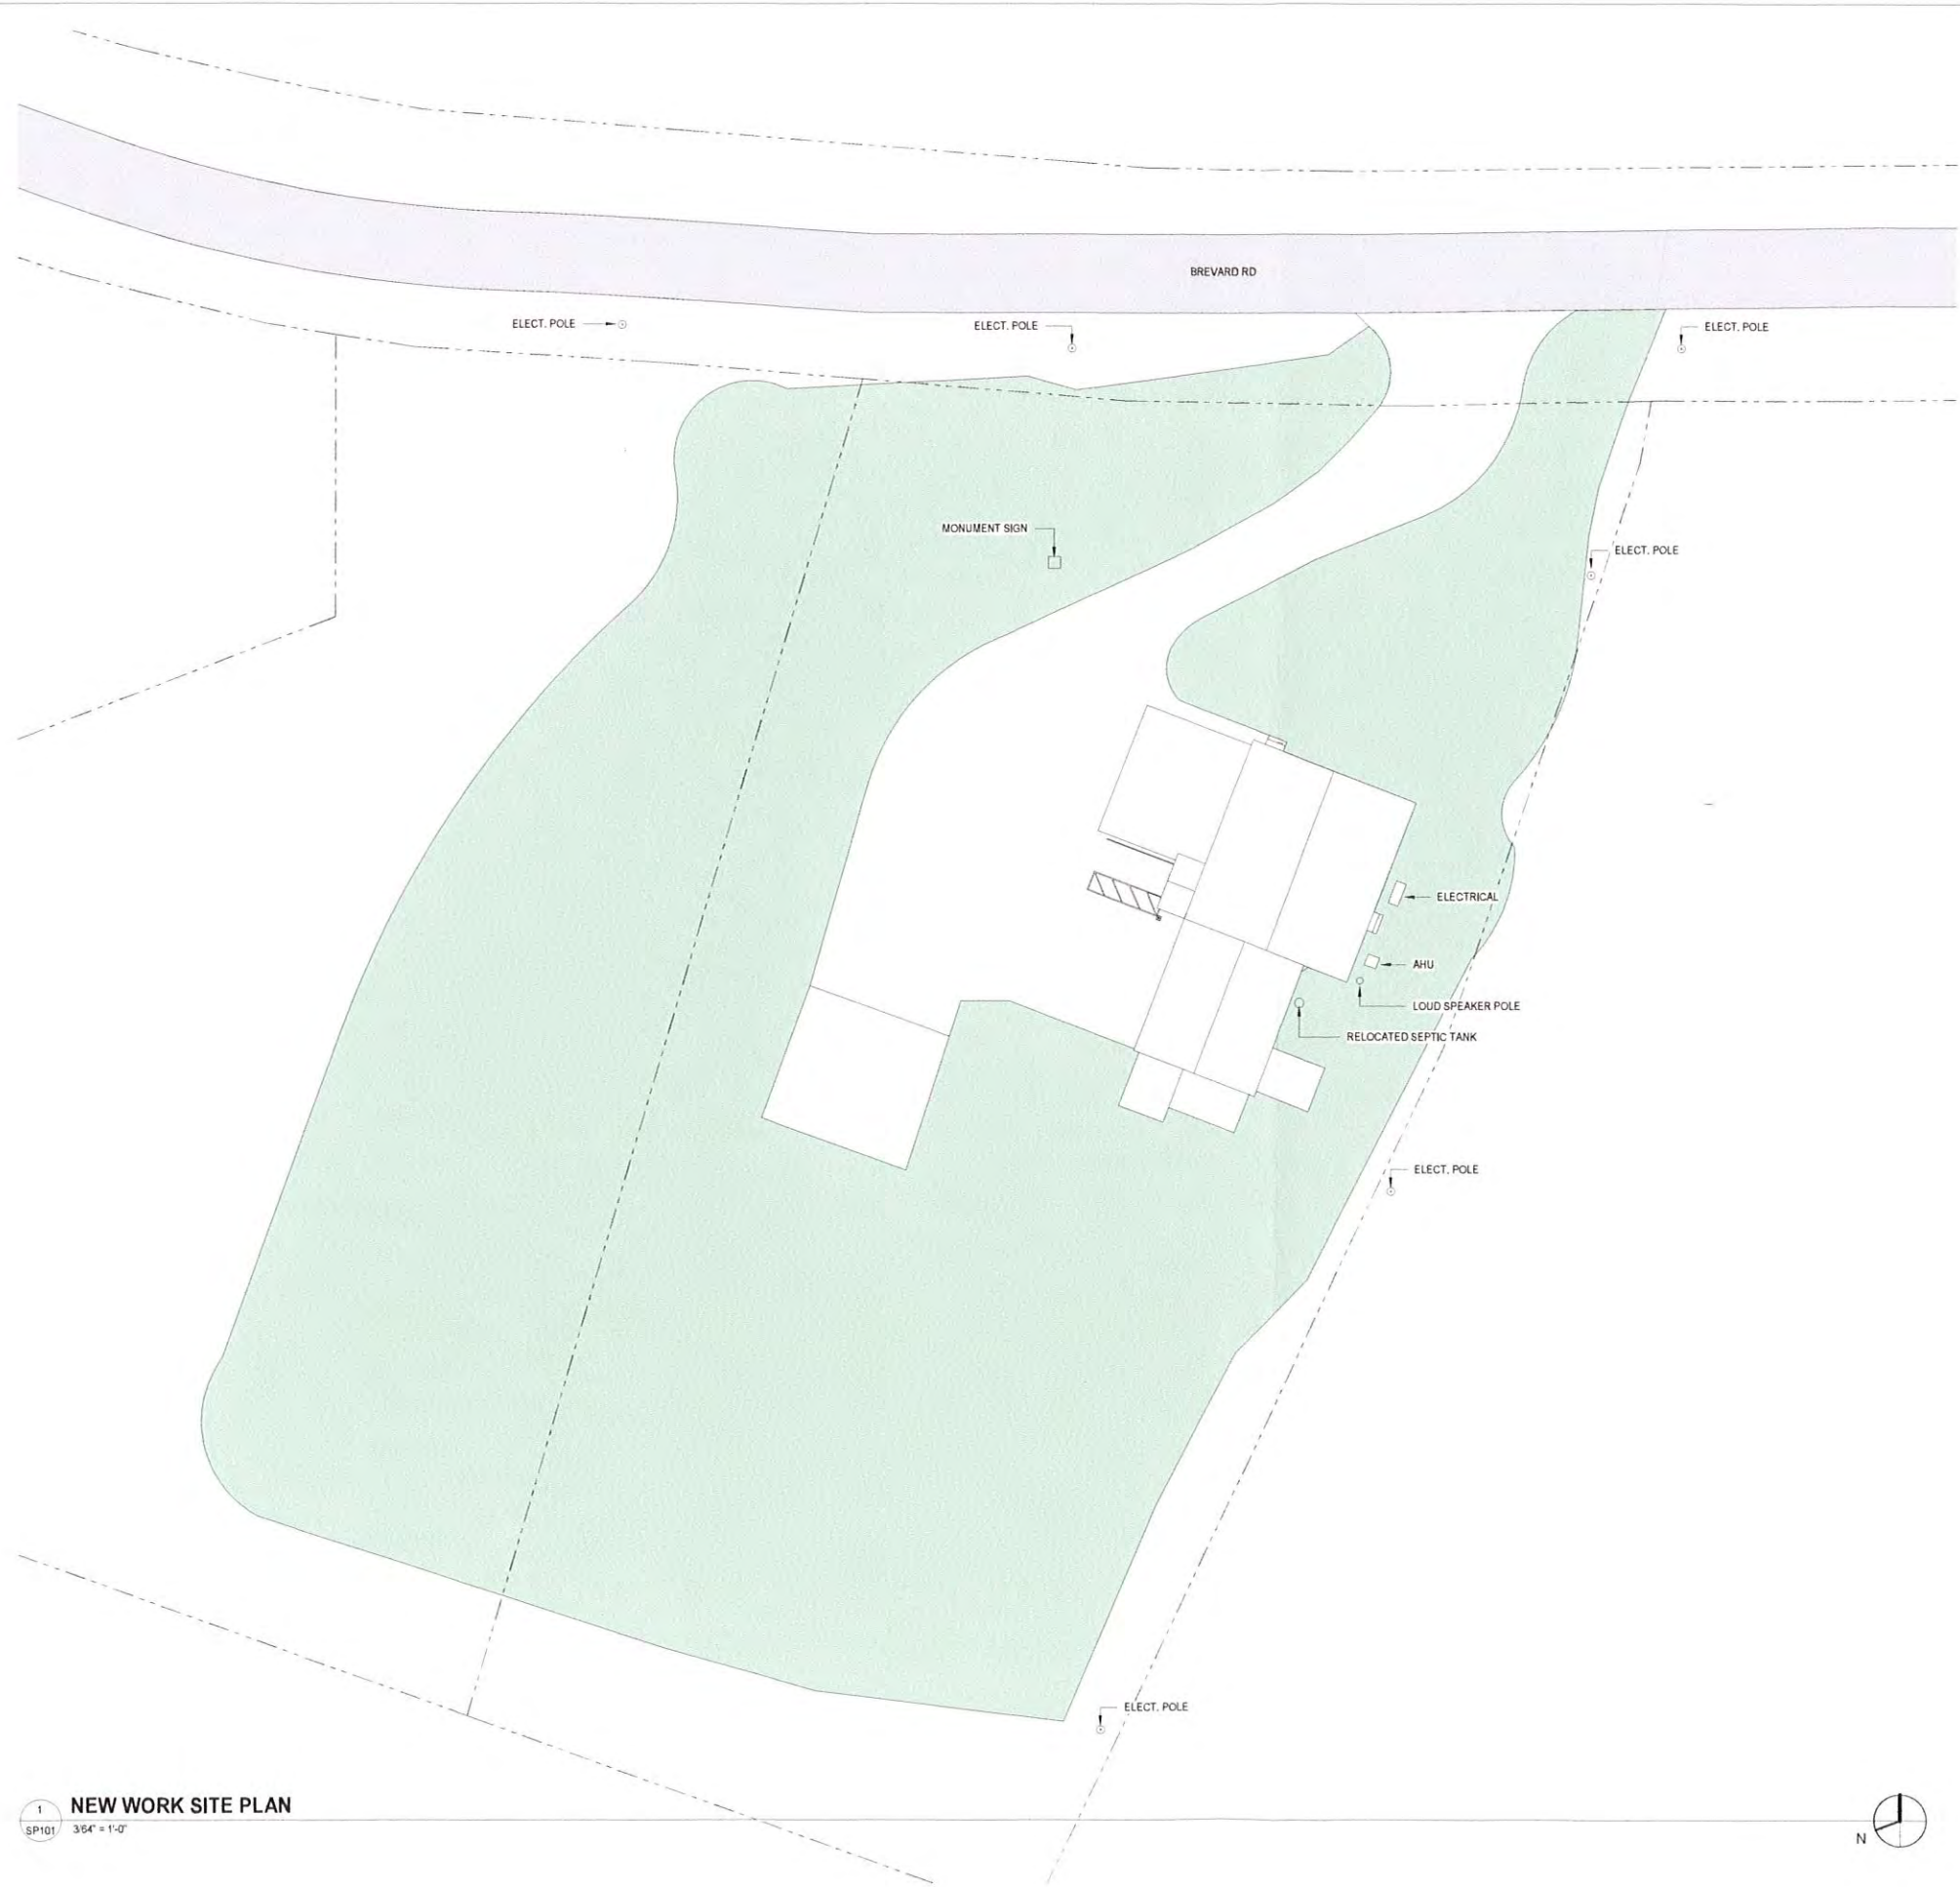 BREVARD RD
ELECT. POLE
ELECT. POLE
ELECT. POLE
MONUMENT SIGN
ELECT. POLE
ELECTRICAL
AHU
LOUD SPEAKER POLE
RELOCATED SEPTIC TANK
ELECT. POLE
ELECT. POLE
1
NEW WORK SITE PLAN
SP101
3/64" = 1'-0"
N